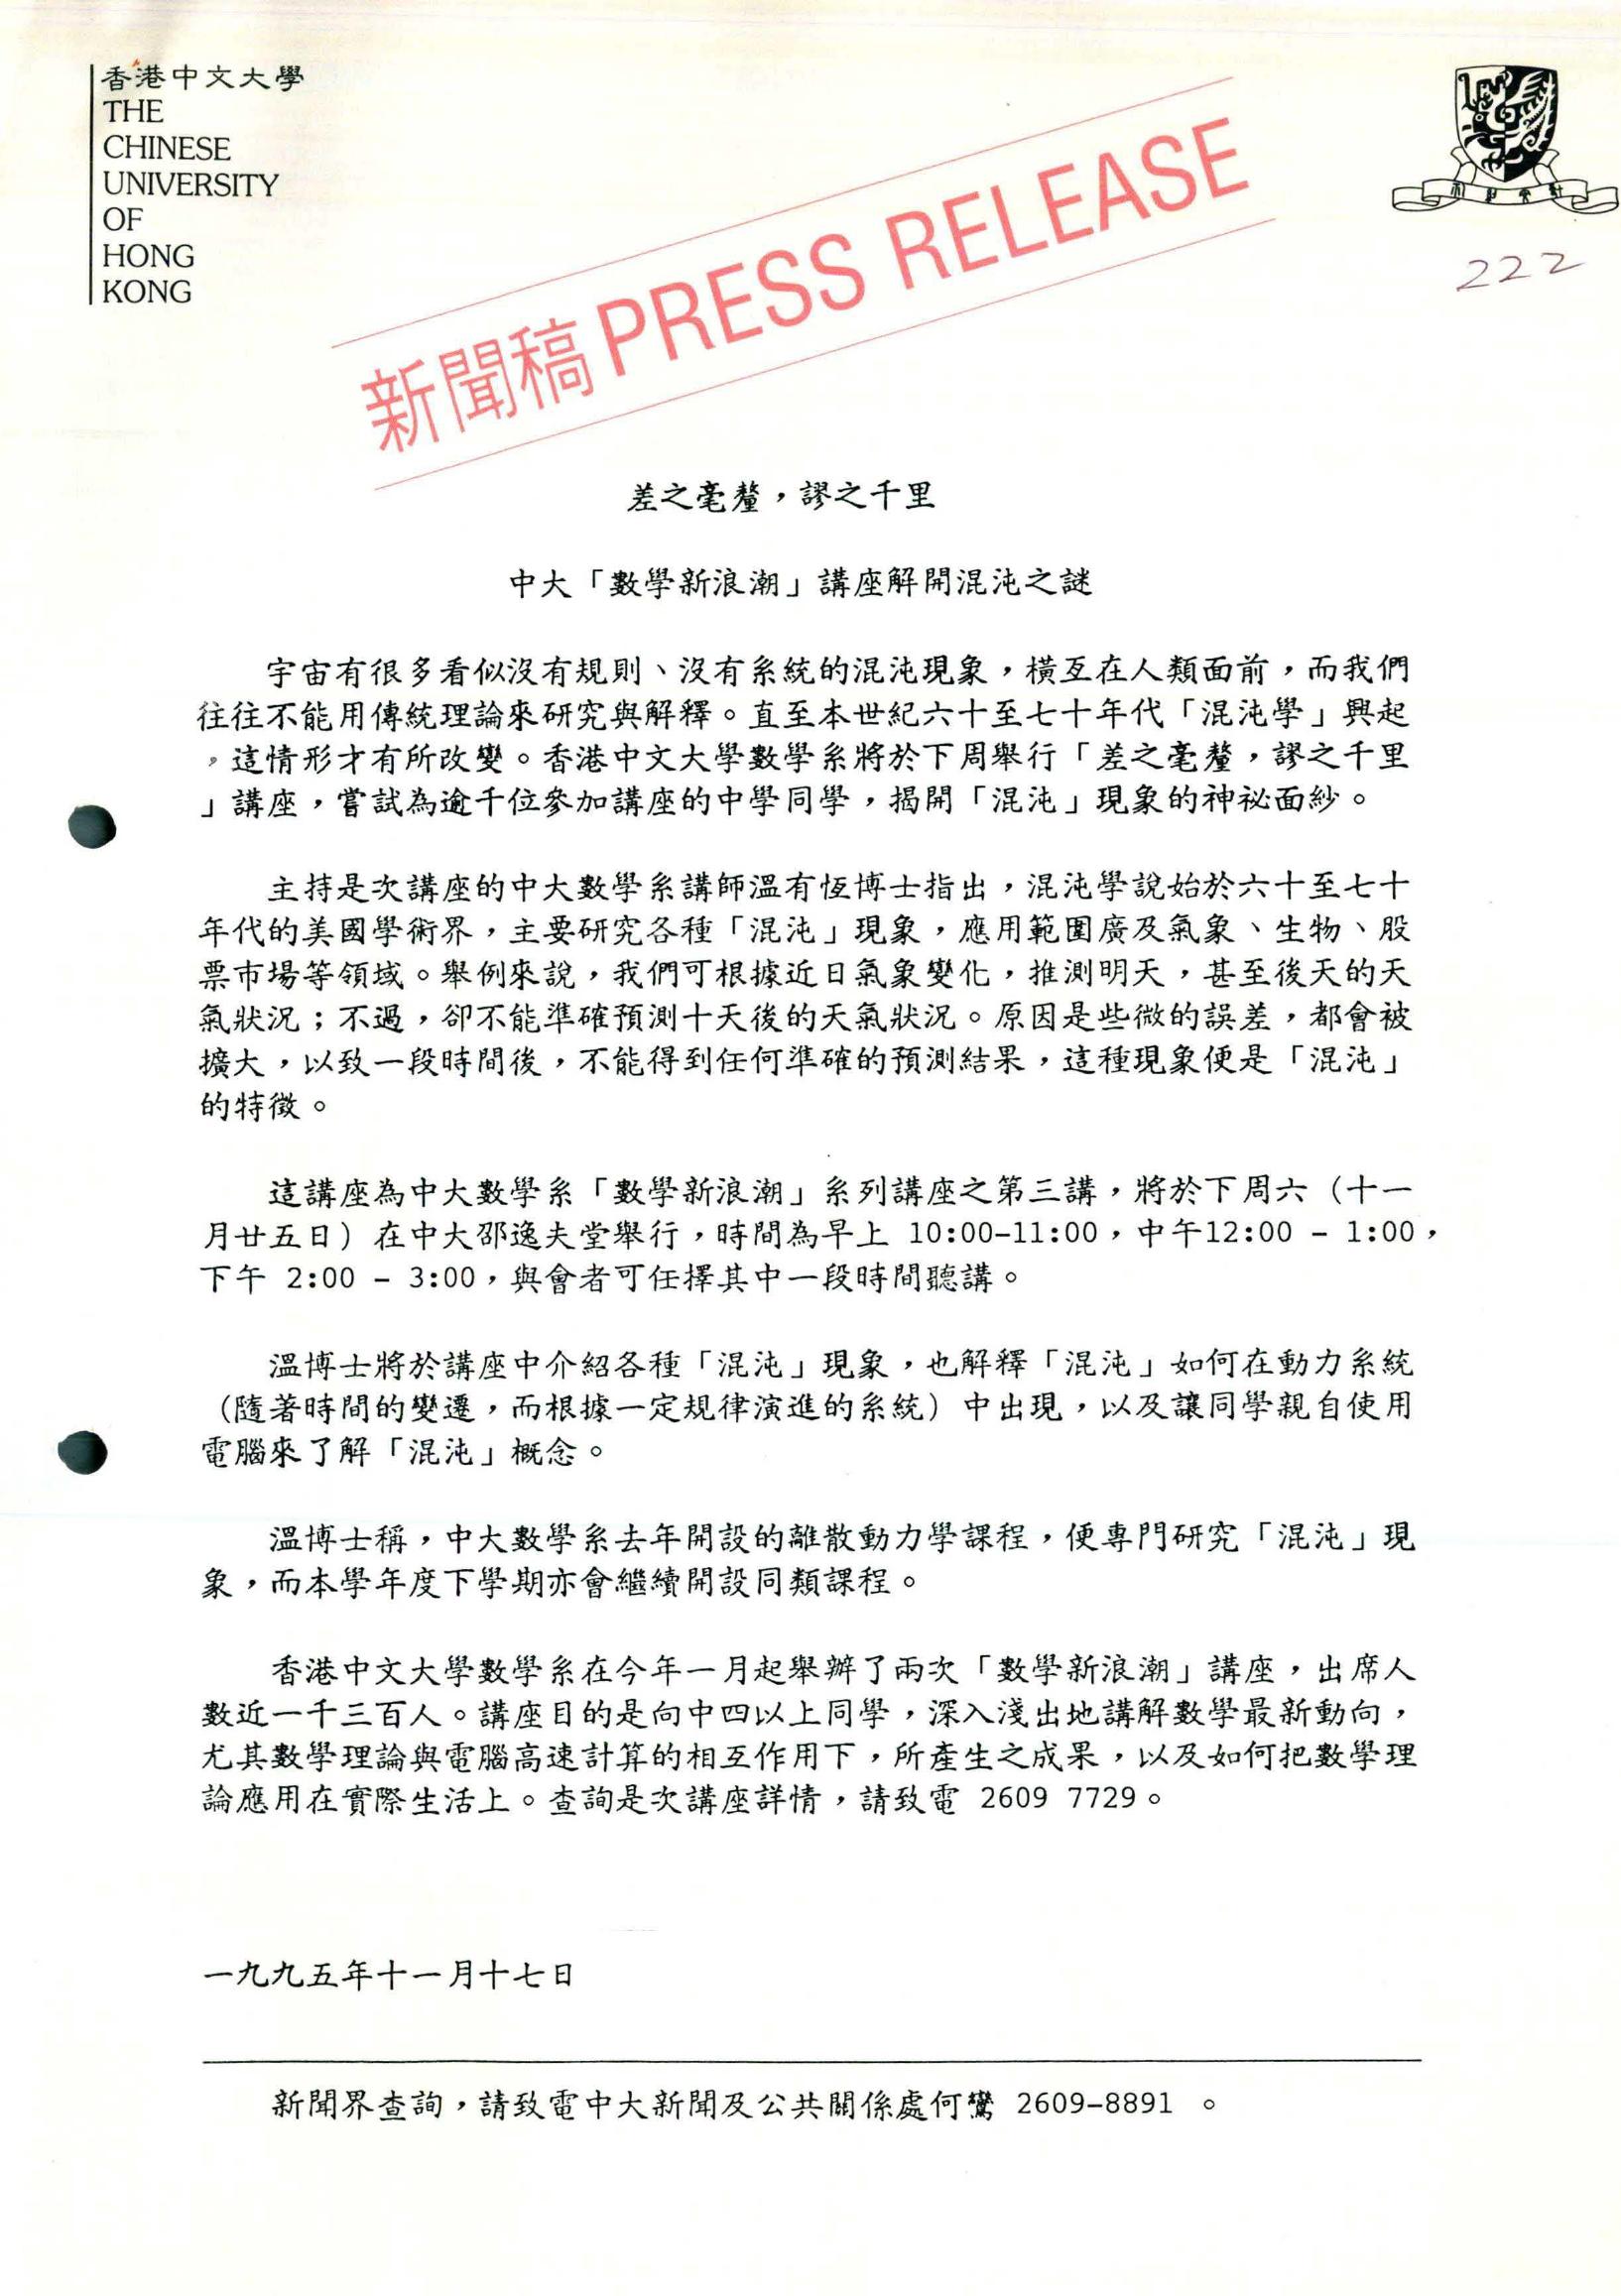 香港中文大學
THE
CHINESE
UNIVERSITY
OF
HONG
KONG
222
新聞稿 PRESS RELEASE
差之毫釐，謬之千里
中大「數學新浪潮」講座解開混沌之謎
宇宙有很多看似沒有規則、沒有系統的混沌現象，橫亙在人類面前，而我們
往往不能用傳統理論來研究與解釋。直至本世紀六十至七十年代「混沌學」興起
，這情形才有所改變。香港中文大學數學系將於下周舉行「差之毫釐，謬之千里
」講座，嘗試為逾千位參加講座的中學同學，揭開「混沌」現象的神祕面紗。
主持是次講座的中大數學系講師溫有恆博士指出，混沌學說始於六十至七十
年代的美國學術界，主要研究各種「混沌」現象，應用範圍廣及氣象、生物、股
票市場等領域。舉例來說，我們可根據近日氣象變化，推測明天，甚至後天的天
氣狀況；不過，卻不能準確預測十天後的天氣狀況。原因是些微的誤差，都會被
擴大，以致一段時間後，不能得到任何準確的預測結果，這種現象便是「混沌」
的特徵。
這講座為中大數學系「數學新浪潮」系列講座之第三講，將於下周六（十一
月廿五日）在中大邵逸夫堂舉行，時間為早上 10:00–11:00，中午12:00 – 1:00，
下午 2:00 – 3:00，與會者可任擇其中一段時間聽講。
溫博士將於講座中介紹各種「混沌」現象，也解釋「混沌」如何在動力系統
（隨著時間的變遷，而根據一定規律演進的系統）中出現，以及讓同學親自使用
電腦來了解「混沌」概念。
溫博士稱，中大數學系去年開設的離散動力學課程，便專門研究「混沌」現
象，而本學年度下學期亦會繼續開設同類課程。
香港中文大學數學系在今年一月起舉辦了兩次「數學新浪潮」講座，出席人
數近一千三百人。講座目的是向中四以上同學，深入淺出地講解數學最新動向，
尤其數學理論與電腦高速計算的相互作用下，所產生之成果，以及如何把數學理
論應用在實際生活上。查詢是次講座詳情，請致電 2609 7729。
一九九五年十一月十七日
新聞界查詢，請致電中大新聞及公共關係處何鸞 2609–8891 。